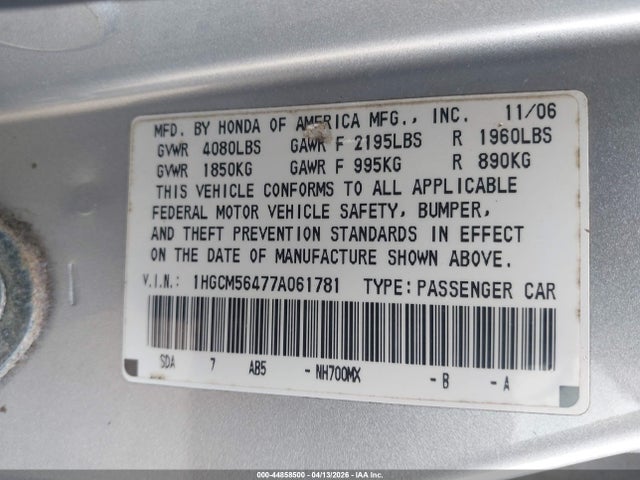 MFD. BY HONDA OF AMERICA MFG., INC. 11/06
GVWR 4080LBS GAWR F 2195LBS R 1960LBS
GVWR 1850KG GAWR F 995KG R 890KG
THIS VEHICLE CONFORMS TO ALL APPLICABLE
FEDERAL MOTOR VEHICLE SAFETY, BUMPER,
AND THEFT PREVENTION STANDARDS IN EFFECT
ON THE DATE OF MANUFACTURE SHOWN ABOVE.
V.I.N.: 1HGCM56477A061781 TYPE: PASSENGER CAR
SDA 7 AB5 - NH700MX - B - A
000-44858500 - 04/13/2026 - IAA Inc.